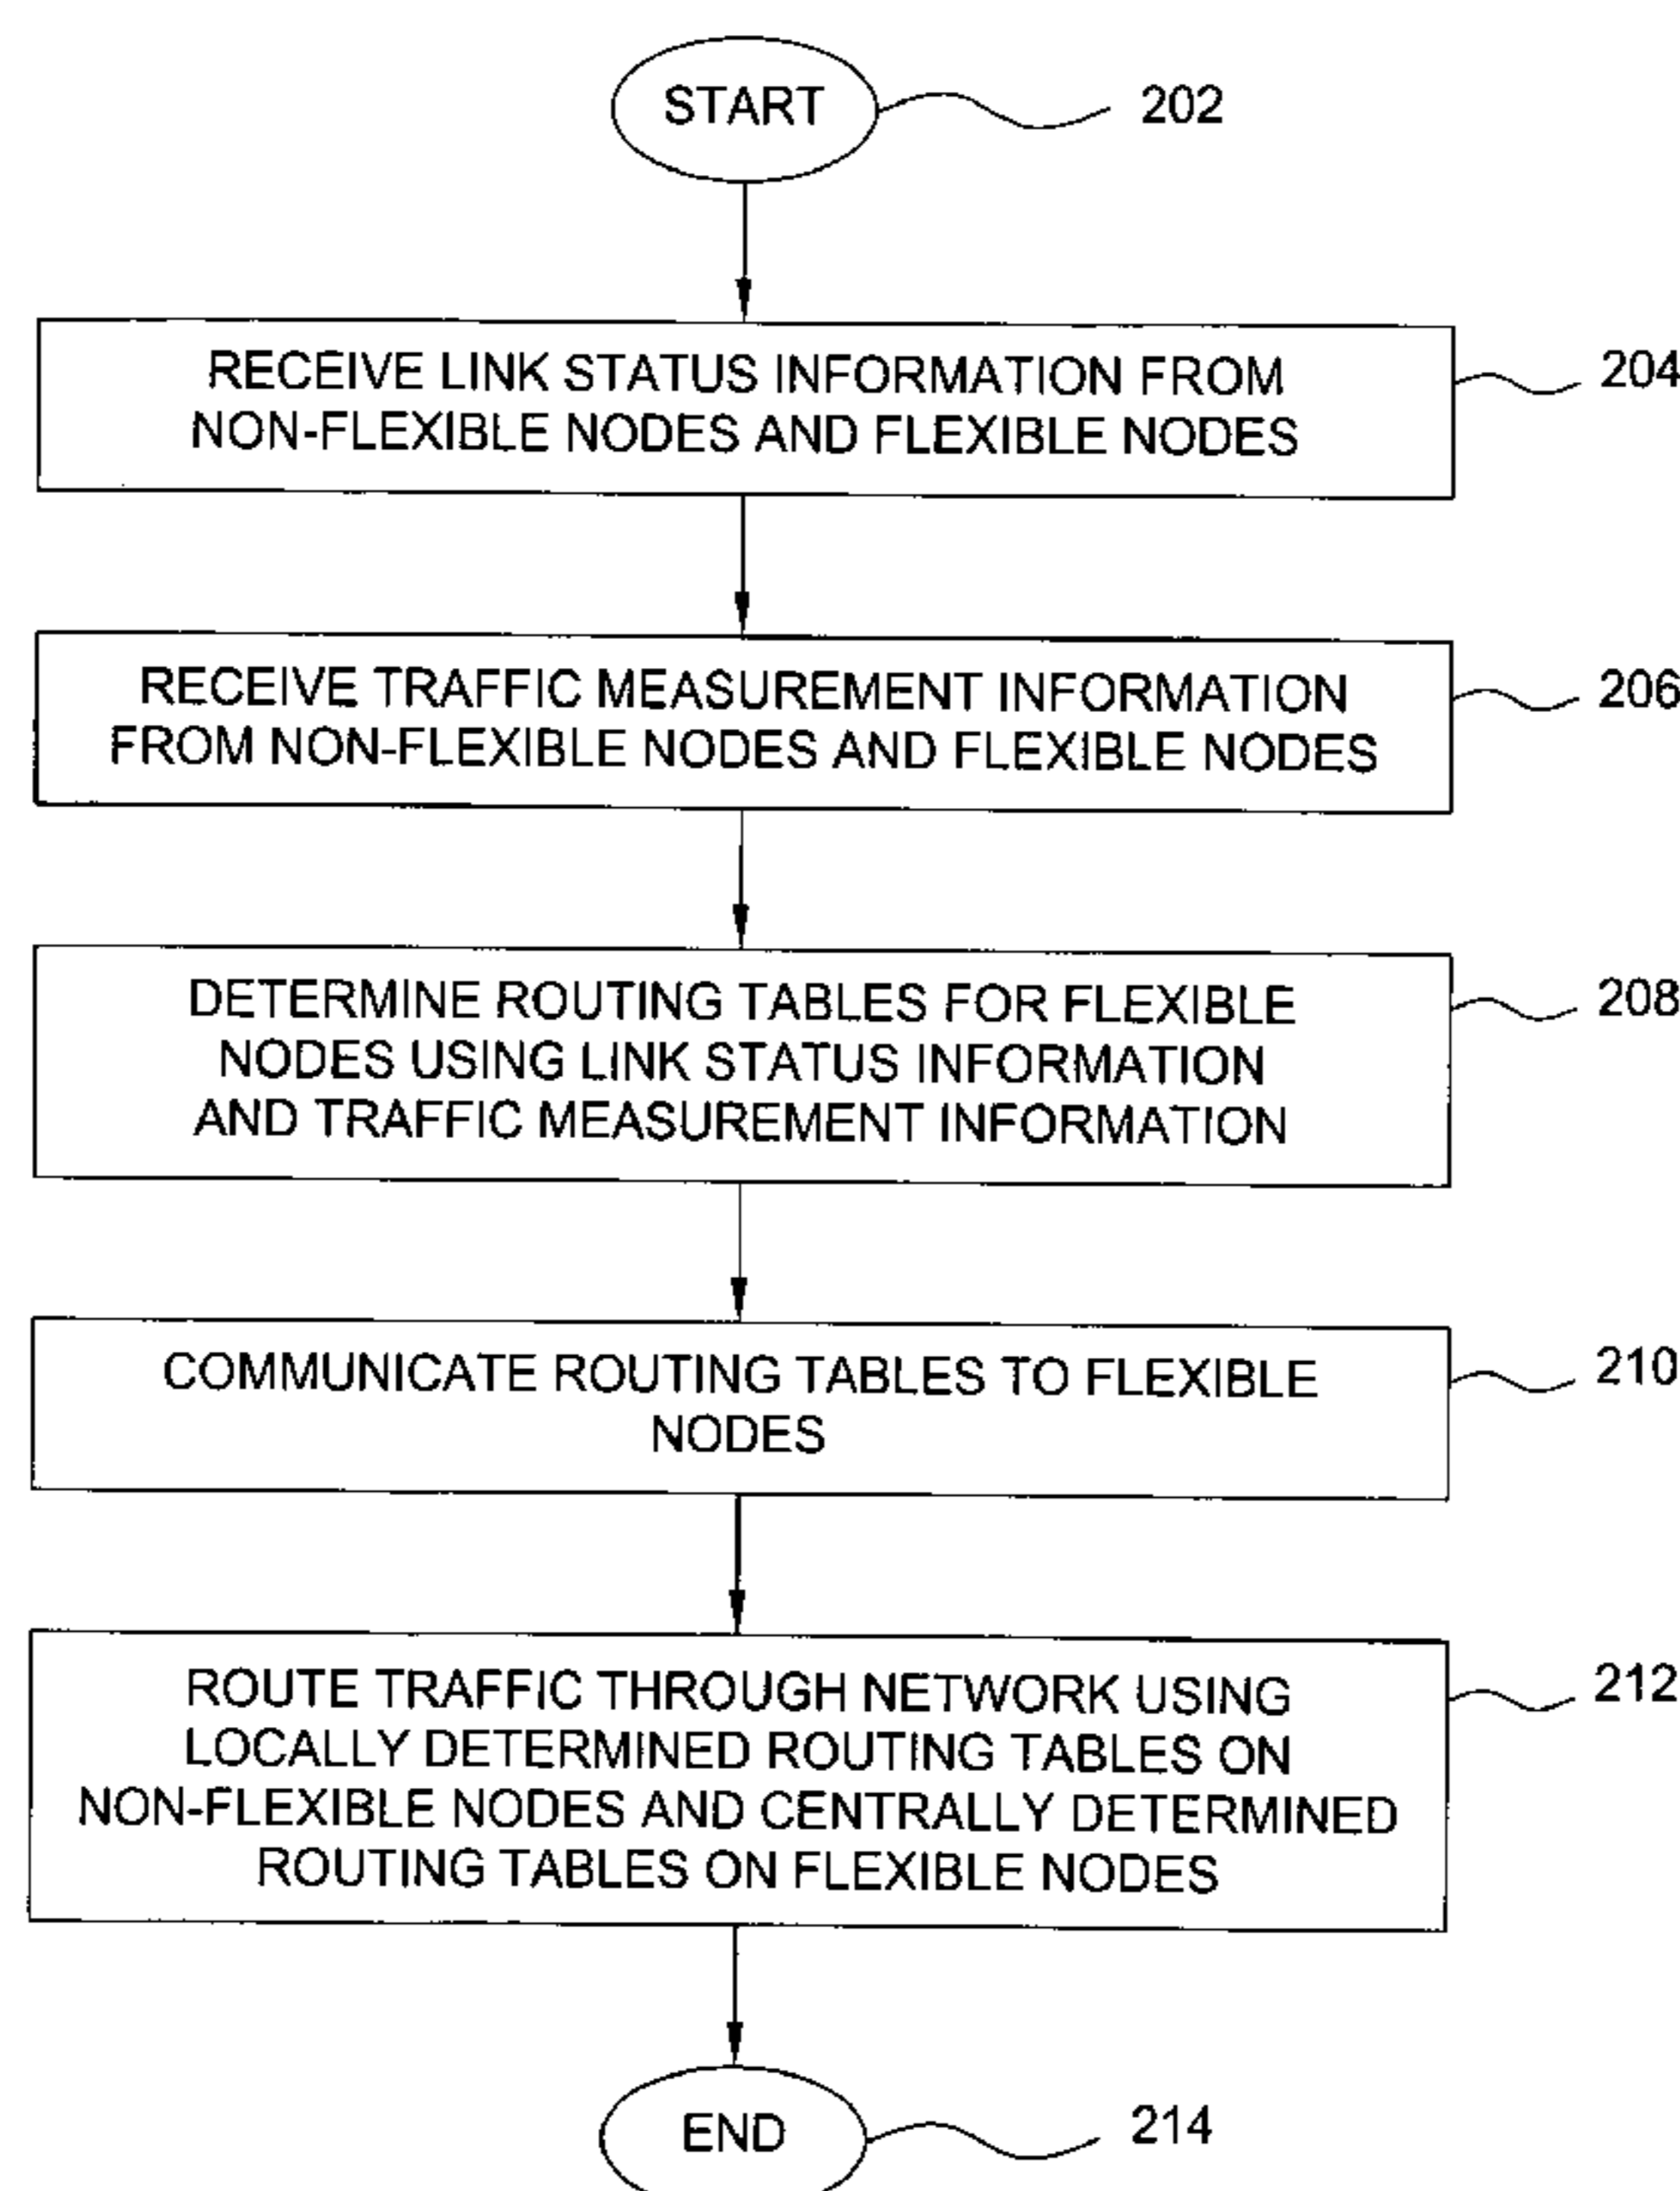 START
202
RECEIVE LINK STATUS INFORMATION FROM
NON-FLEXIBLE NODES AND FLEXIBLE NODES
204
RECEIVE TRAFFIC MEASUREMENT INFORMATION
FROM NON-FLEXIBLE NODES AND FLEXIBLE NODES
206
DETERMINE ROUTING TABLES FOR FLEXIBLE
NODES USING LINK STATUS INFORMATION
AND TRAFFIC MEASUREMENT INFORMATION
208
COMMUNICATE ROUTING TABLES TO FLEXIBLE
NODES
210
ROUTE TRAFFIC THROUGH NETWORK USING
LOCALLY DETERMINED ROUTING TABLES ON
NON-FLEXIBLE NODES AND CENTRALLY DETERMINED
ROUTING TABLES ON FLEXIBLE NODES
212
END
214